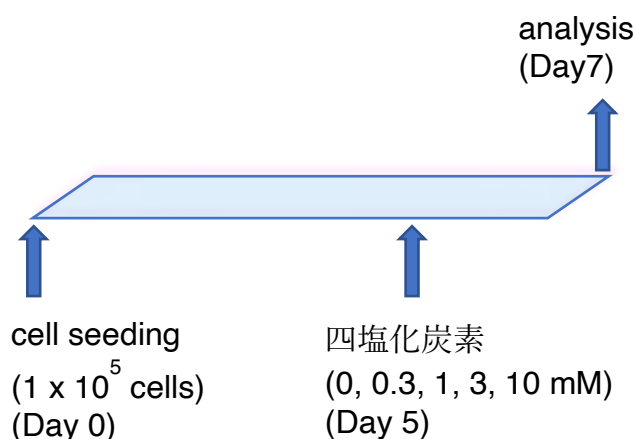 analysis
(Day7)
cell seeding
(1 x 10⁵ cells)
(Day 0)
四塩化炭素
(0, 0.3, 1, 3, 10 mM)
(Day 5)